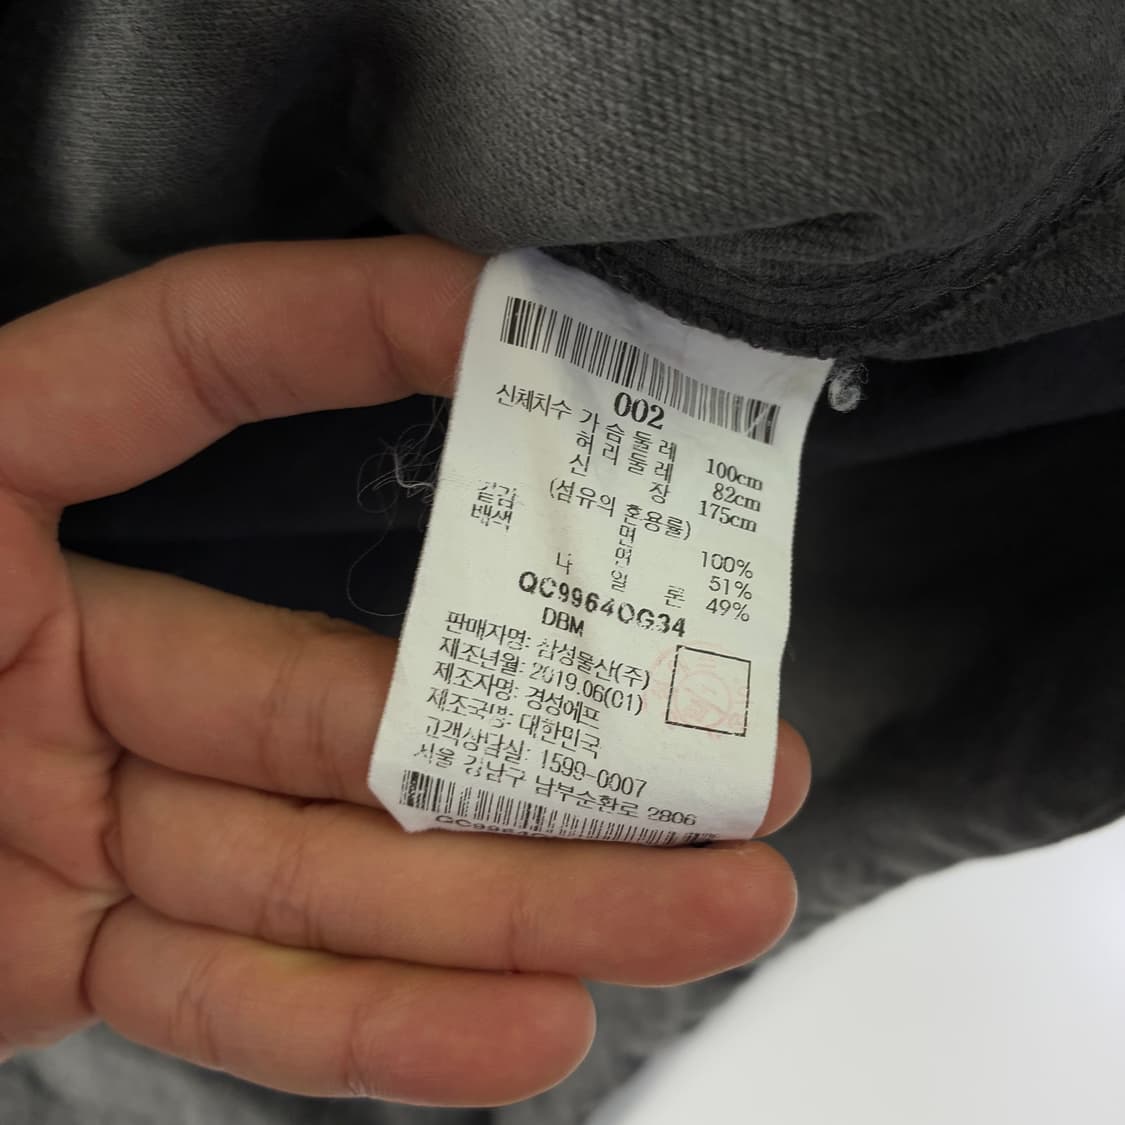 002
신체치수 가슴둘레 100cm
허리둘레 82cm
신장 175cm
(섬유의 혼용률)
겉감 면 100%
배색 면 51%
나일론 49%
QC9964OG34
DBM
판매자명: 삼성물산(주)
제조년월: 2019.06(01)
제조자명: 경성에프
제조국명: 대한민국
고객상담실: 1599-0007
서울 강남구 남부순환로 2806